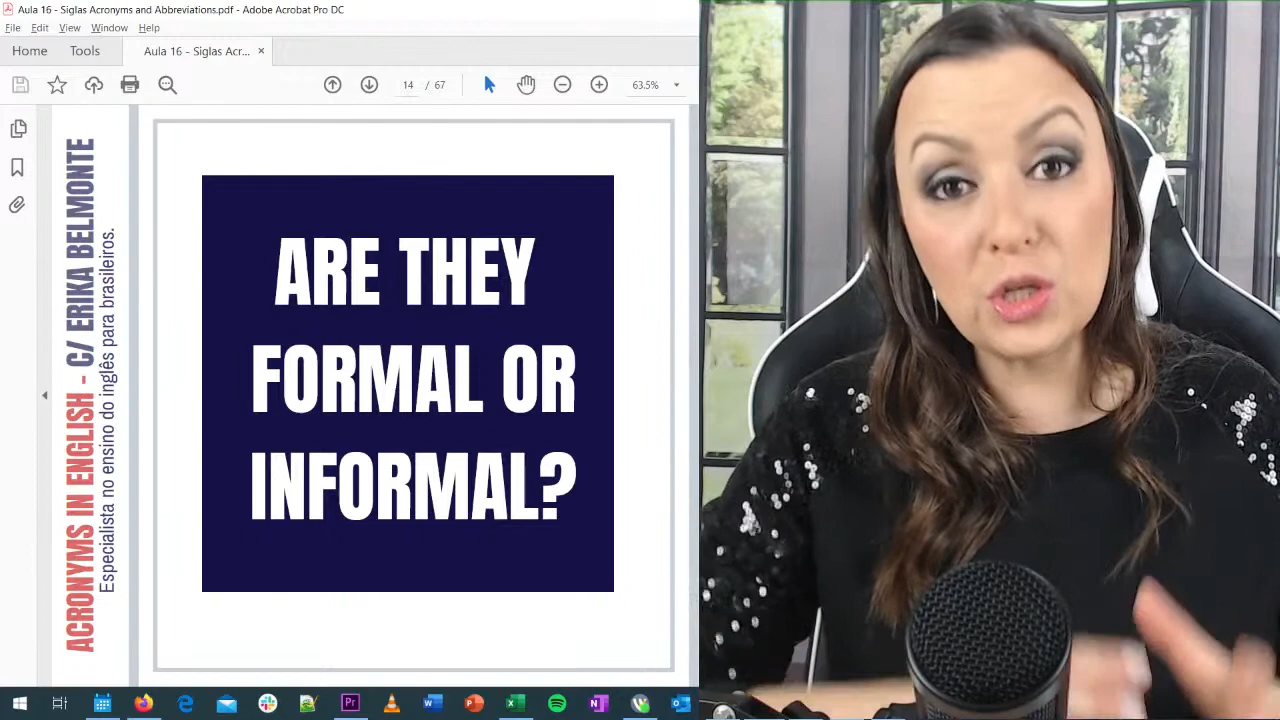 Aula 16 - Siglas Acronyms and Abbreviations.pdf - Adobe Acrobat Pro DC
File Edit View Window Help
Home Tools Aula 16 - Siglas Acr... ×
14 / 67 63.5%
ACRONYMS IN ENGLISH - C/ ERIKA BELMONTE
Especialista no ensino do inglês para brasileiros.
ARE THEY
FORMAL OR
INFORMAL?